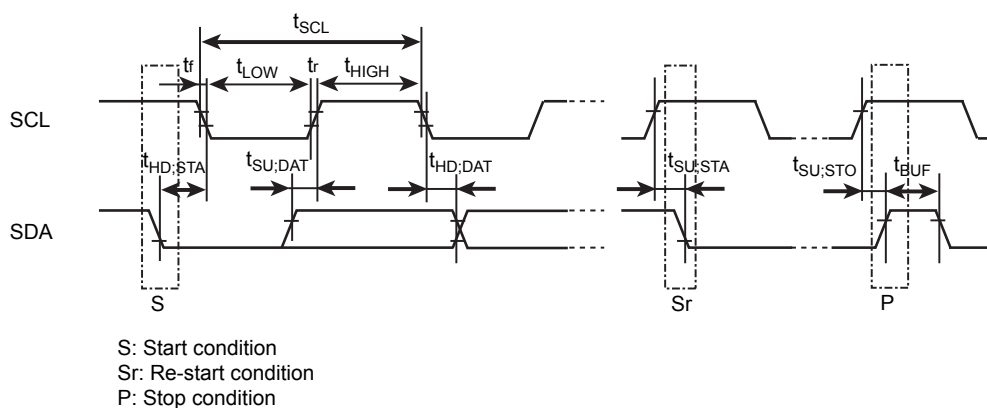 tSCL
tf tLOW tr tHIGH
SCL
tHD;STA tSU;DAT tHD;DAT tSU;STA tSU;STO tBUF
SDA
S Sr P
S: Start condition
Sr: Re-start condition
P: Stop condition